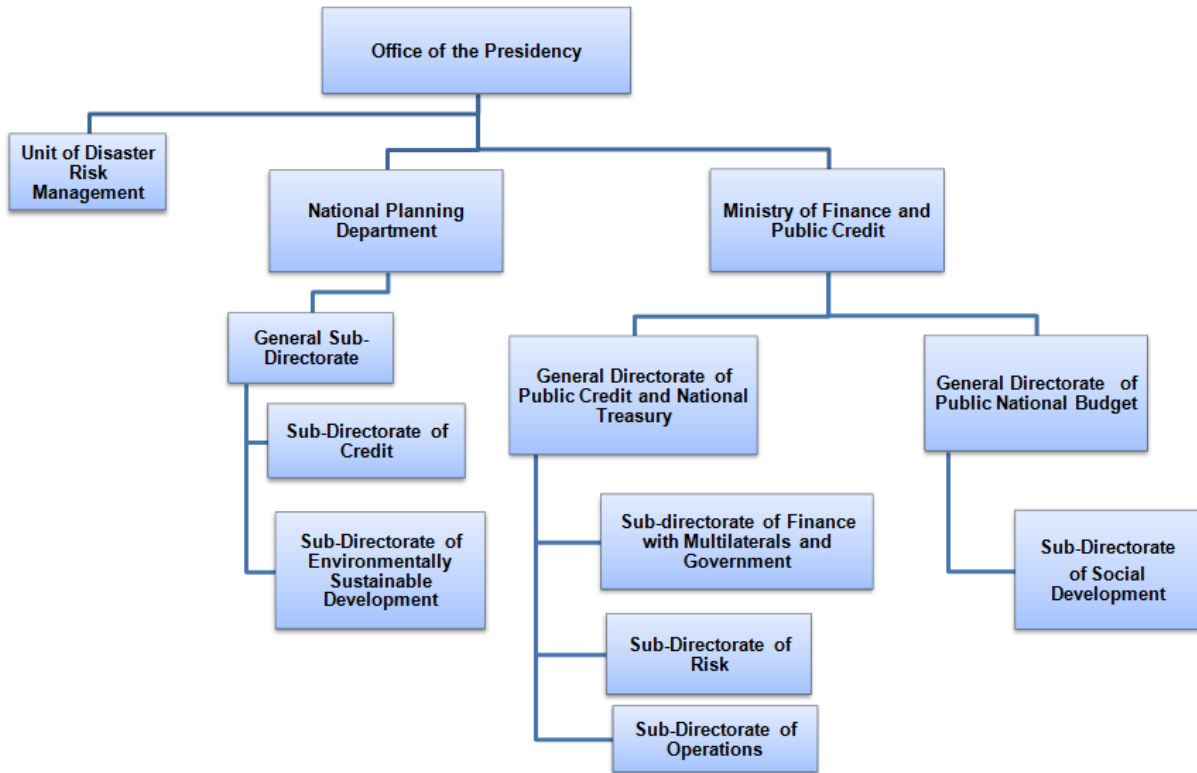 Office of the Presidency
Unit of Disaster
Risk
Management
National Planning
Department
Ministry of Finance and
Public Credit
General Sub-
Directorate
General Directorate of
Public Credit and National
Treasury
General Directorate of
Public National Budget
Sub-Directorate of
Credit
Sub-Directorate of
Environmentally
Sustainable
Development
Sub-directorate of Finance
with Multilaterals and
Government
Sub-Directorate
of Social
Development
Sub-Directorate of
Risk
Sub-Directorate of
Operations